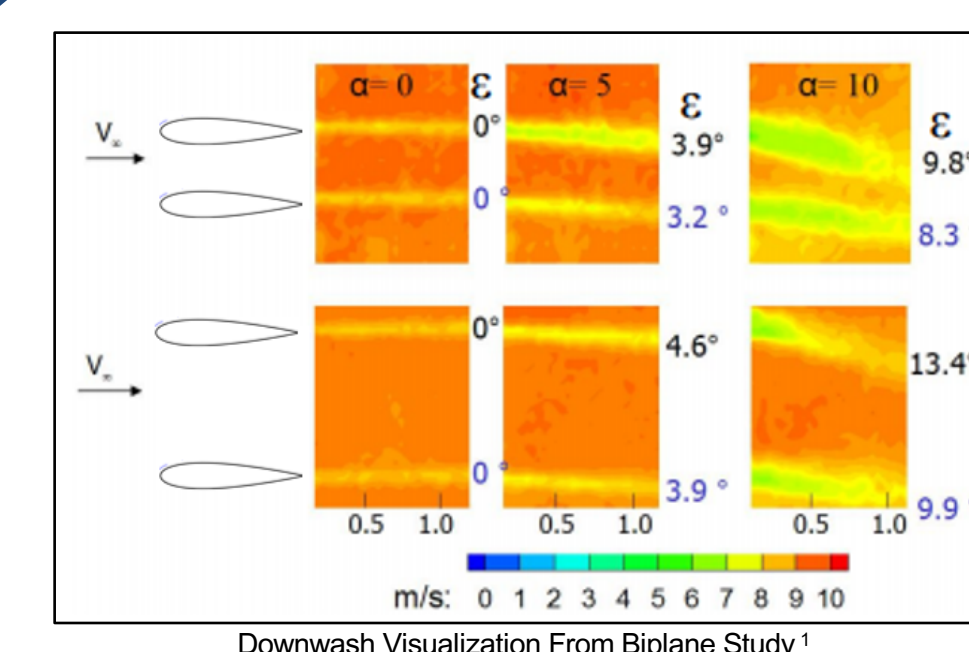 α= 0 ε α= 5 ε α= 10 ε
V∞ 0° 3.9° 9.8°
0 ° 3.2 ° 8.3
V∞ 0° 4.6° 13.4°
0 ° 3.9 ° 9.9 °
0.5 1.0 0.5 1.0 0.5 1.0
m/s: 0 1 2 3 4 5 6 7 8 9 10
Downwash Visualization From Biplane Study 1